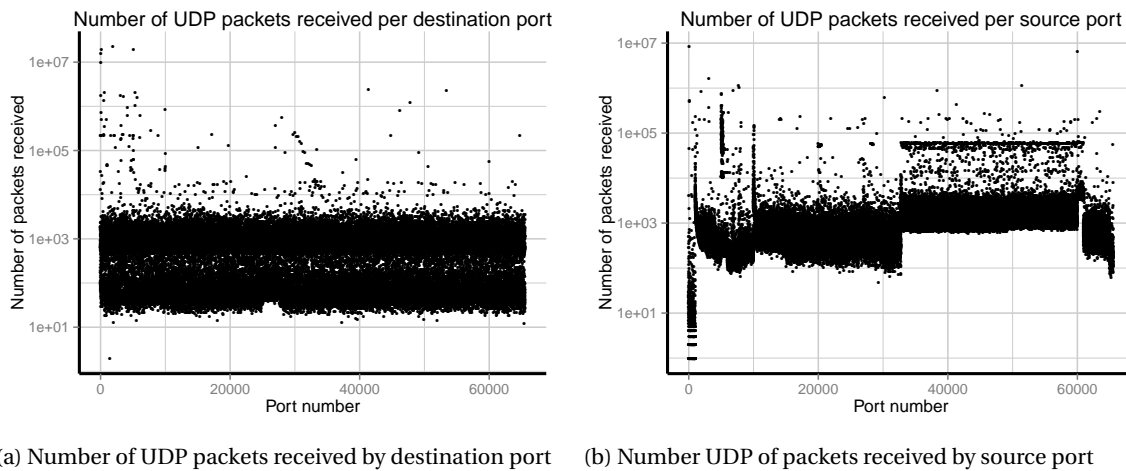 Number of UDP packets received per destination port
Number of packets received
1e+07
1e+05
1e+03
1e+01
0
20000
40000
60000
Port number
Number of UDP packets received per source port
Number of packets received
1e+07
1e+05
1e+03
1e+01
0
20000
40000
60000
Port number
a) Number of UDP packets received by destination port
(b) Number UDP of packets received by source port